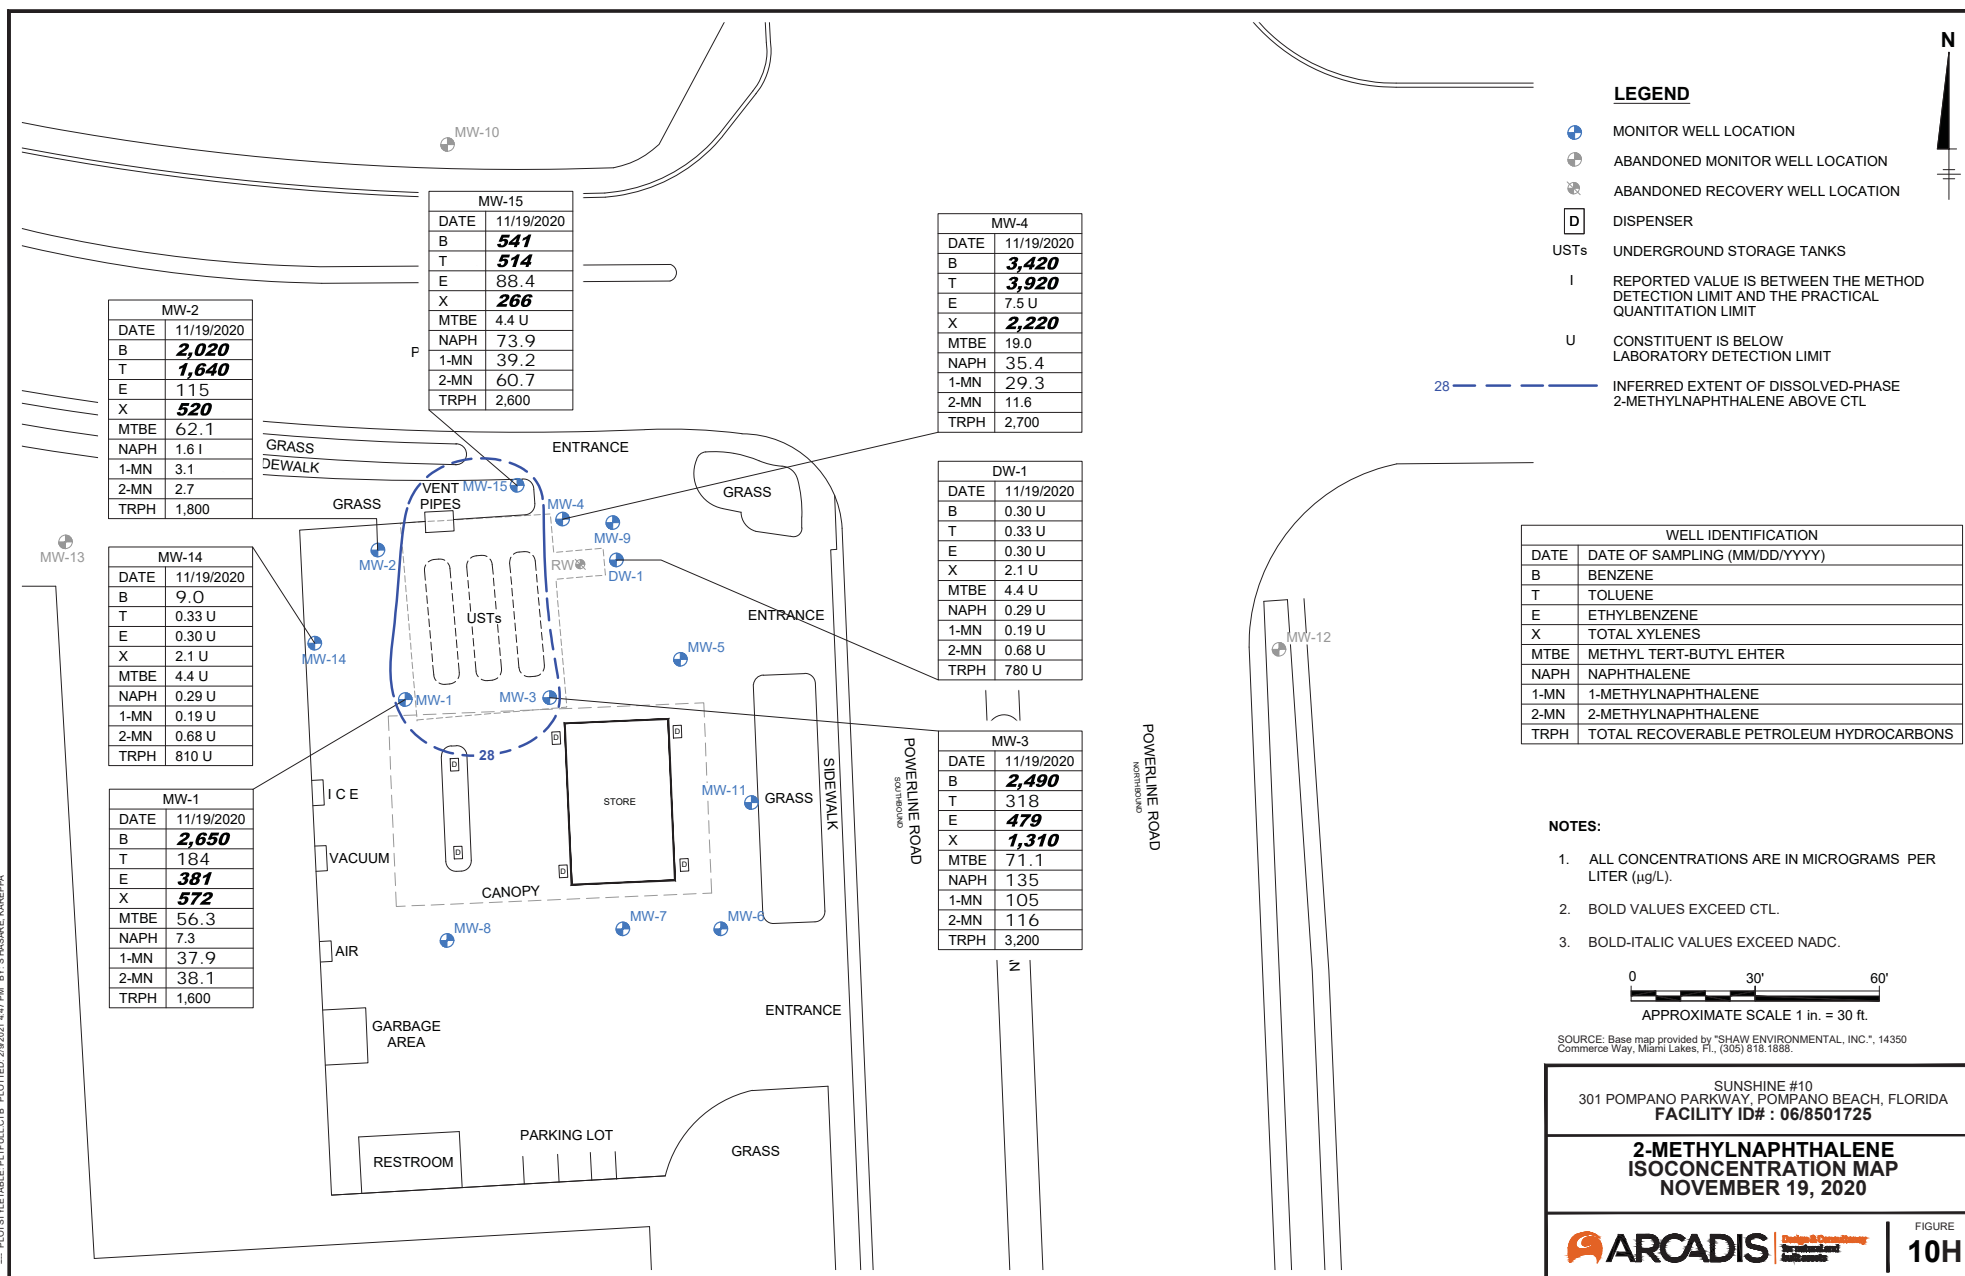 N
LEGEND
MONITOR WELL LOCATION
ABANDONED MONITOR WELL LOCATION
ABANDONED RECOVERY WELL LOCATION
D DISPENSER
USTs UNDERGROUND STORAGE TANKS
I REPORTED VALUE IS BETWEEN THE METHOD
DETECTION LIMIT AND THE PRACTICAL
QUANTITATION LIMIT
U CONSTITUENT IS BELOW
LABORATORY DETECTION LIMIT
28 INFERRED EXTENT OF DISSOLVED-PHASE
2-METHYLNAPHTHALENE ABOVE CTL
MW-10
MW-15
DATE 11/19/2020
B 541
T 514
E 88.4
X 266
MTBE 4.4 U
NAPH 73.9
1-MN 39.2
2-MN 60.7
TRPH 2,600
MW-4
DATE 11/19/2020
B 3,420
T 3,920
E 7.5 U
X 2,220
MTBE 19.0
NAPH 35.4
1-MN 29.3
2-MN 11.6
TRPH 2,700
MW-2
DATE 11/19/2020
B 2,020
T 1,640
E 115
X 520
MTBE 62.1
NAPH 1.6 I
1-MN 3.1
2-MN 2.7
TRPH 1,800
P
GRASS
DEWALK
ENTRANCE
GRASS
VENT
PIPES
MW-15
MW-4
MW-9
GRASS
MW-13
MW-2
RW
DW-1
DW-1
DATE 11/19/2020
B 0.30 U
T 0.33 U
E 0.30 U
X 2.1 U
MTBE 4.4 U
NAPH 0.29 U
1-MN 0.19 U
2-MN 0.68 U
TRPH 780 U
MW-14
DATE 11/19/2020
B 9.0
T 0.33 U
E 0.30 U
X 2.1 U
MTBE 4.4 U
NAPH 0.29 U
1-MN 0.19 U
2-MN 0.68 U
TRPH 810 U
USTs
ENTRANCE
MW-14
MW-5
MW-12
MW-1
MW-3
WELL IDENTIFICATION
DATE DATE OF SAMPLING (MM/DD/YYYY)
B BENZENE
T TOLUENE
E ETHYLBENZENE
X TOTAL XYLENES
MTBE METHYL TERT-BUTYL EHTER
NAPH NAPHTHALENE
1-MN 1-METHYLNAPHTHALENE
2-MN 2-METHYLNAPHTHALENE
TRPH TOTAL RECOVERABLE PETROLEUM HYDROCARBONS
28
D
D
D
D
D
D
STORE
MW-1
DATE 11/19/2020
B 2,650
T 184
E 381
X 572
MTBE 56.3
NAPH 7.3
1-MN 37.9
2-MN 38.1
TRPH 1,600
MW-3
DATE 11/19/2020
B 2,490
T 318
E 479
X 1,310
MTBE 71.1
NAPH 135
1-MN 105
2-MN 116
TRPH 3,200
I C E
VACUUM
CANOPY
AIR
MW-11
GRASS
SIDEWALK
POWERLINE ROAD
SOUTHBOUND
POWERLINE ROAD
NORTHBOUND
MW-8
MW-7
MW-6
N
ENTRANCE
GARBAGE
AREA
PARKING LOT
RESTROOM
GRASS
NOTES:
1. ALL CONCENTRATIONS ARE IN MICROGRAMS PER
LITER (µg/L).
2. BOLD VALUES EXCEED CTL.
3. BOLD-ITALIC VALUES EXCEED NADC.
0 30' 60'
APPROXIMATE SCALE 1 in. = 30 ft.
SOURCE: Base map provided by "SHAW ENVIRONMENTAL, INC.", 14350
Commerce Way, Miami Lakes, Fl., (305) 818.1888.
SUNSHINE #10
301 POMPANO PARKWAY, POMPANO BEACH, FLORIDA
FACILITY ID# : 06/8501725
2-METHYLNAPHTHALENE
ISOCONCENTRATION MAP
NOVEMBER 19, 2020
ARCADIS
Design & Consultancy
for natural and
built assets
FIGURE
10H